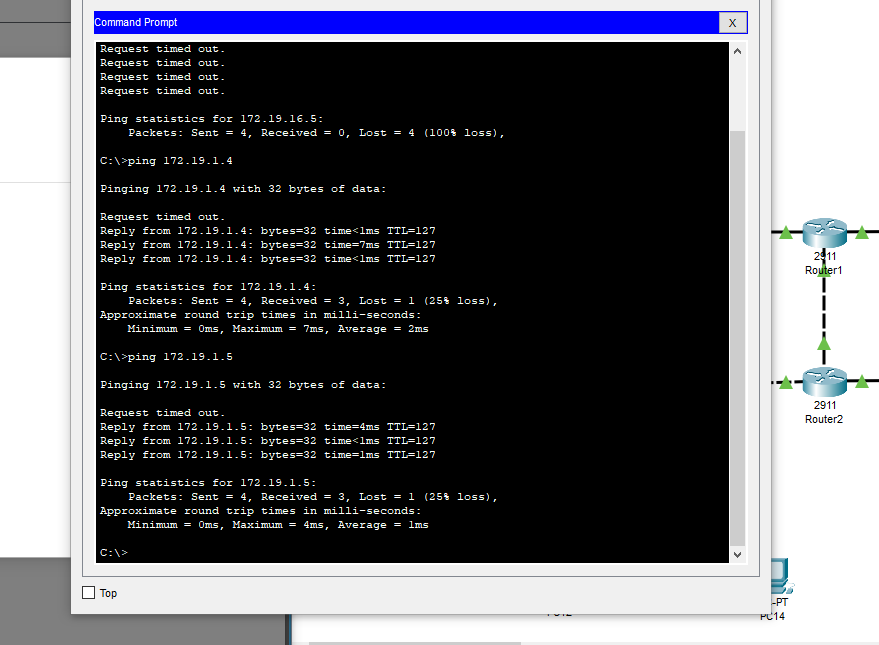 Command Prompt
X
Request timed out.
Request timed out.
Request timed out.
Request timed out.
Ping statistics for 172.19.16.5:
    Packets: Sent = 4, Received = 0, Lost = 4 (100% loss),
C:\>ping 172.19.1.4
Pinging 172.19.1.4 with 32 bytes of data:
Request timed out.
Reply from 172.19.1.4: bytes=32 time<1ms TTL=127
Reply from 172.19.1.4: bytes=32 time=7ms TTL=127
Reply from 172.19.1.4: bytes=32 time<1ms TTL=127
Ping statistics for 172.19.1.4:
    Packets: Sent = 4, Received = 3, Lost = 1 (25% loss),
Approximate round trip times in milli-seconds:
    Minimum = 0ms, Maximum = 7ms, Average = 2ms
C:\>ping 172.19.1.5
Pinging 172.19.1.5 with 32 bytes of data:
Request timed out.
Reply from 172.19.1.5: bytes=32 time=4ms TTL=127
Reply from 172.19.1.5: bytes=32 time<1ms TTL=127
Reply from 172.19.1.5: bytes=32 time=1ms TTL=127
Ping statistics for 172.19.1.5:
    Packets: Sent = 4, Received = 3, Lost = 1 (25% loss),
Approximate round trip times in milli-seconds:
    Minimum = 0ms, Maximum = 4ms, Average = 1ms
C:\>
Top
2911
Router1
2911
Router2
-PT
PC14